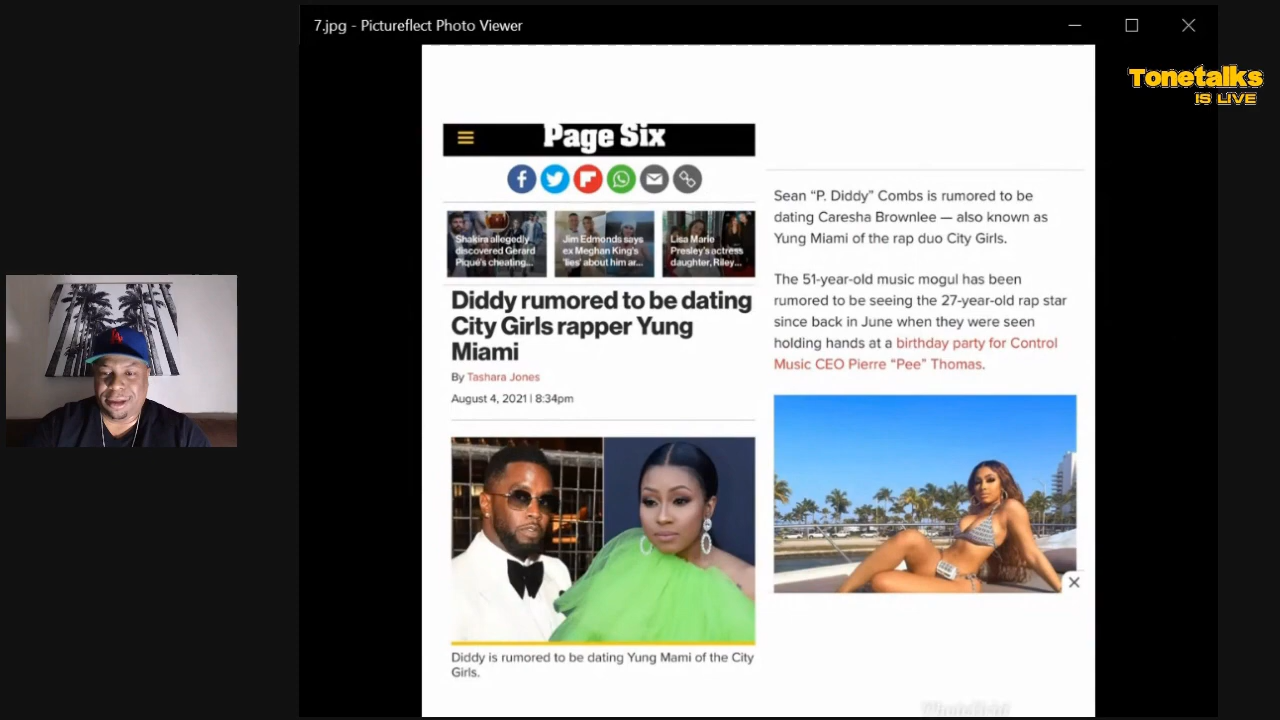 7.jpg - Pictureflect Photo Viewer
Tonetalks
IS LIVE
Page Six
Shakira allegedly
discovered Gerard
Piqué's cheating...
Jim Edmonds says
ex Meghan King's
'lies' about him ar...
Lisa Marie
Presley's actress
daughter, Riley...
Diddy rumored to be dating
City Girls rapper Yung
Miami
By Tashara Jones
August 4, 2021 | 8:34pm
Diddy is rumored to be dating Yung Mami of the City
Girls.
Sean “P. Diddy” Combs is rumored to be
dating Caresha Brownlee — also known as
Yung Miami of the rap duo City Girls.
The 51-year-old music mogul has been
rumored to be seeing the 27-year-old rap star
since back in June when they were seen
holding hands at a birthday party for Control
Music CEO Pierre “Pee” Thomas.